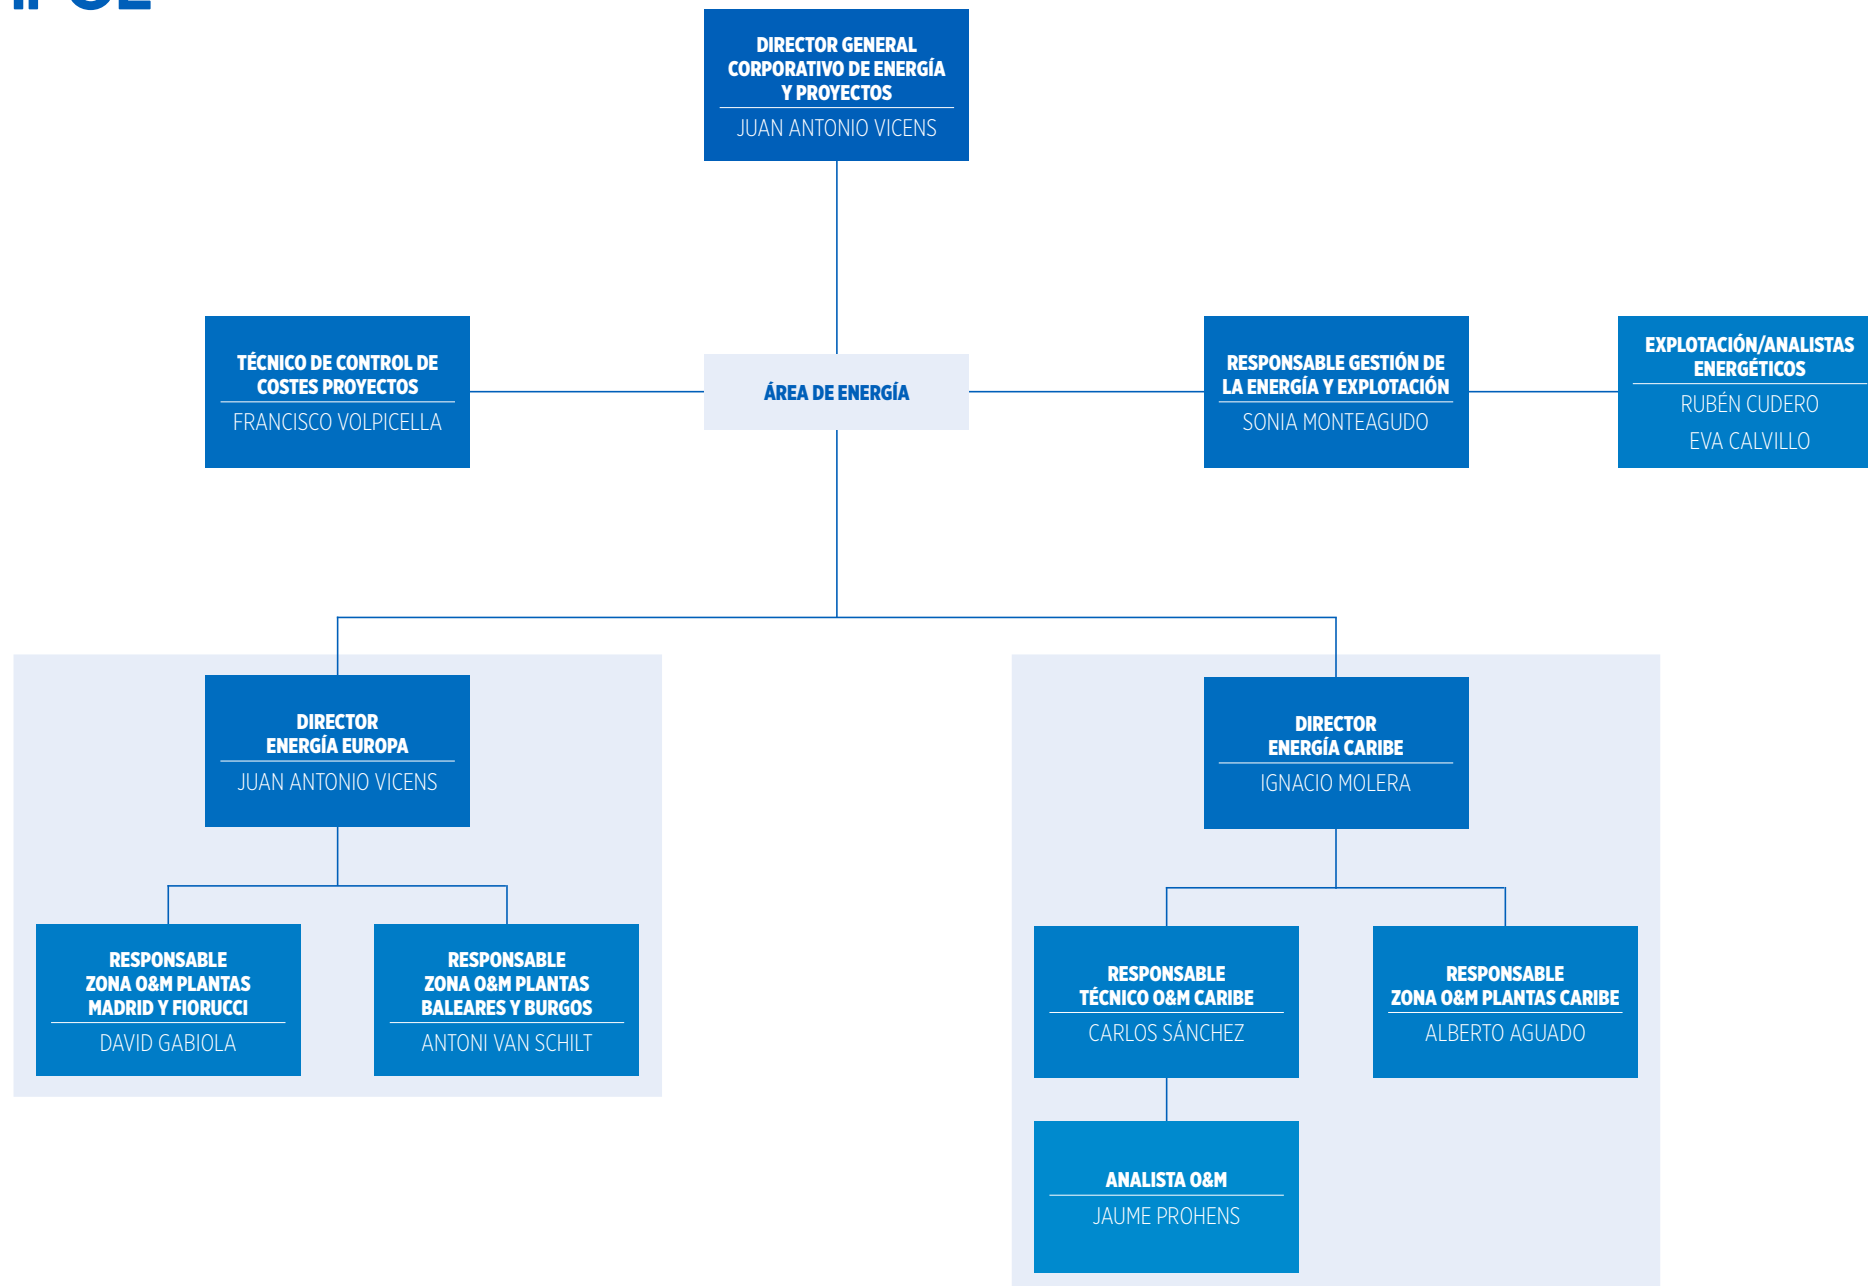 DIRECTOR GENERAL
CORPORATIVO DE ENERGÍA
Y PROYECTOS
JUAN ANTONIO VICENS
TÉCNICO DE CONTROL DE
COSTES PROYECTOS
FRANCISCO VOLPICELLA
ÁREA DE ENERGÍA
RESPONSABLE GESTIÓN DE
LA ENERGÍA Y EXPLOTACIÓN
SONIA MONTEAGUDO
EXPLOTACIÓN/ANALISTAS
ENERGÉTICOS
RUBÉN CUDERO
EVA CALVILLO
DIRECTOR
ENERGÍA EUROPA
JUAN ANTONIO VICENS
DIRECTOR
ENERGÍA CARIBE
IGNACIO MOLERA
RESPONSABLE
ZONA O&M PLANTAS
MADRID Y FIORUCCI
DAVID GABIOLA
RESPONSABLE
ZONA O&M PLANTAS
BALEARES Y BURGOS
ANTONI VAN SCHILT
RESPONSABLE
TÉCNICO O&M CARIBE
CARLOS SÁNCHEZ
RESPONSABLE
ZONA O&M PLANTAS CARIBE
ALBERTO AGUADO
ANALISTA O&M
JAUME PROHENS